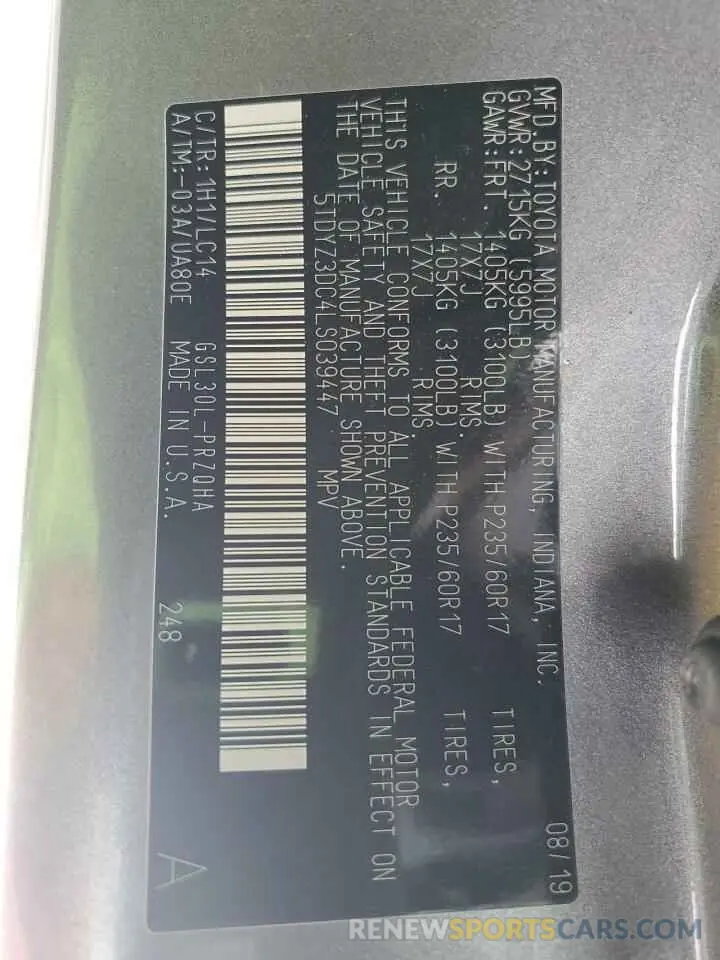 MFD. BY: TOYOTA MOTOR MANUFACTURING, INDIANA, INC. 08/19
GVWR: 2715KG (5995LB)
GAWR: FRT. 1405KG (3100LB) WITH P235/60R17 TIRES,
17X7J RIMS.
RR. 1405KG (3100LB) WITH P235/60R17 TIRES,
17X7J RIMS.
THIS VEHICLE CONFORMS TO ALL APPLICABLE FEDERAL MOTOR
VEHICLE SAFETY AND THEFT PREVENTION STANDARDS IN EFFECT ON
THE DATE OF MANUFACTURE SHOWN ABOVE.
5TDYZ3DC4LS039447 MPV
C/TR: 1H1/LC14 GSL30L-PRZQHA
A/TM:-03A/UA80E MADE IN U.S.A. 248 A
RENEWSPORTSCARS.COM